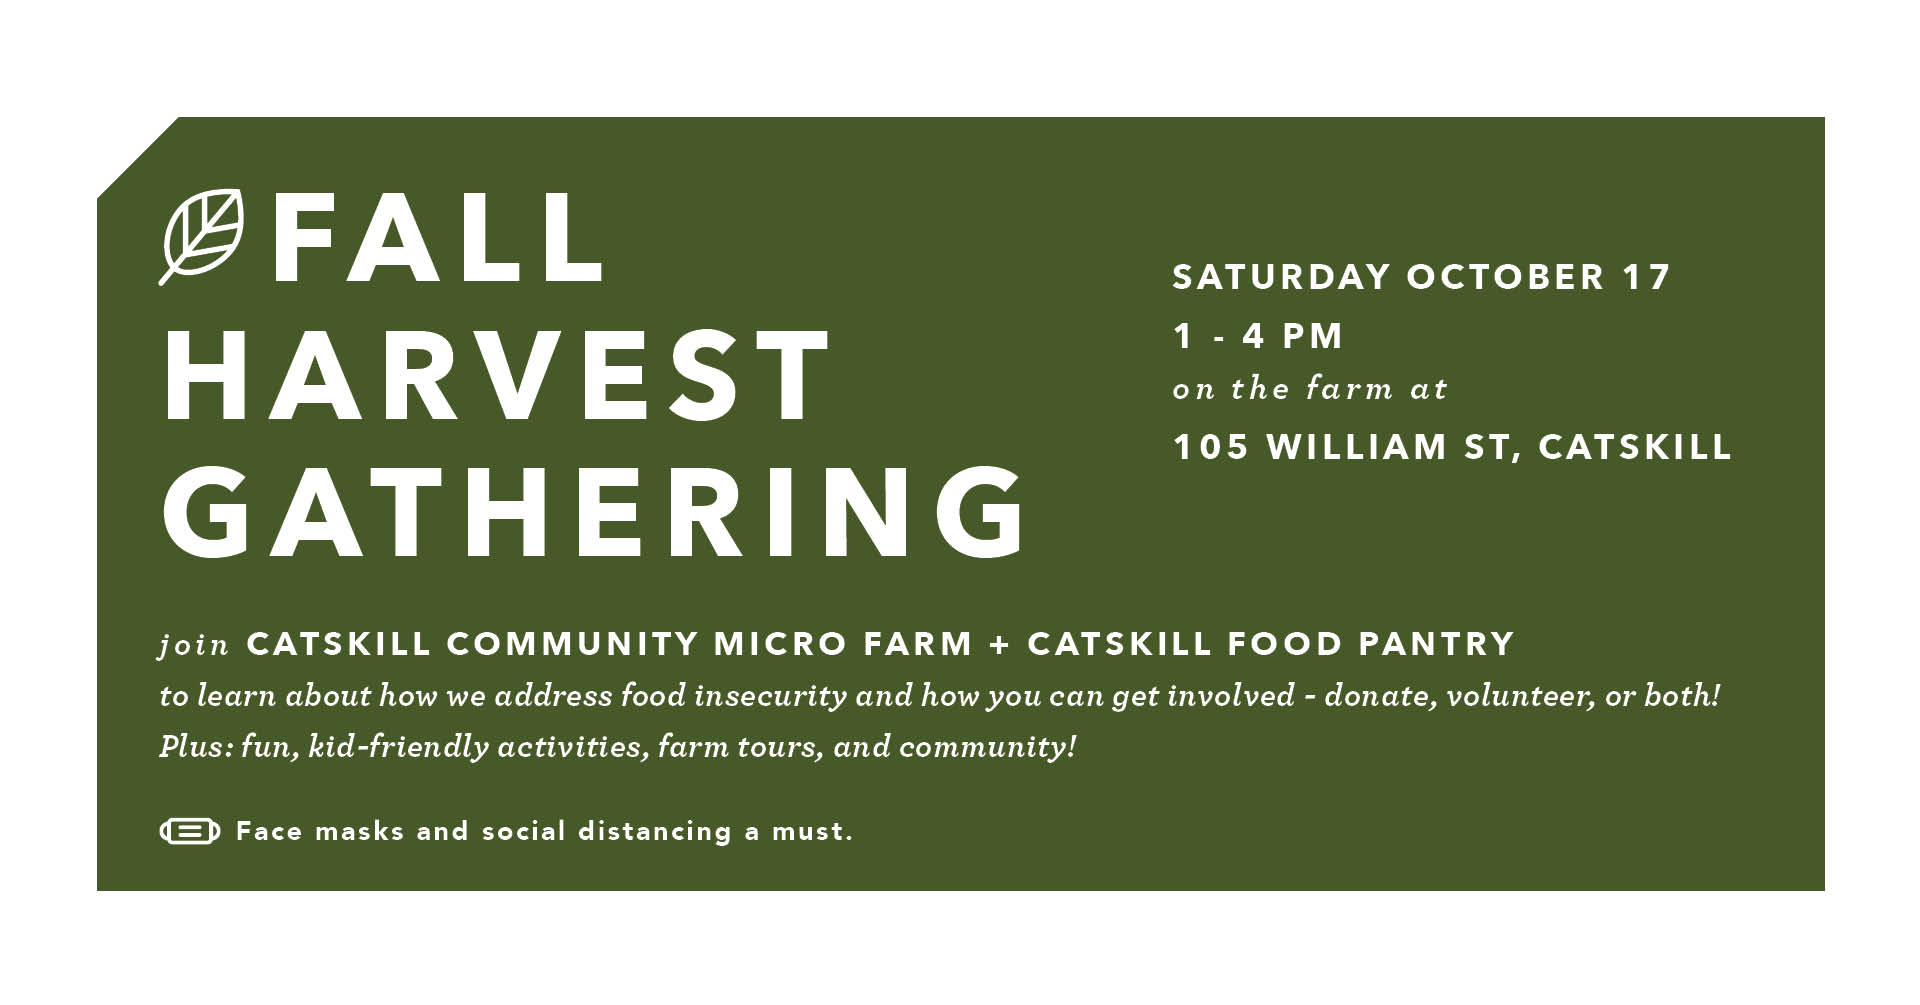 FALL
HARVEST
GATHERING
SATURDAY OCTOBER 17
1 - 4 PM
on the farm at
105 WILLIAM ST, CATSKILL
join CATSKILL COMMUNITY MICRO FARM + CATSKILL FOOD PANTRY
to learn about how we address food insecurity and how you can get involved - donate, volunteer, or both!
Plus: fun, kid-friendly activities, farm tours, and community!
Face masks and social distancing a must.